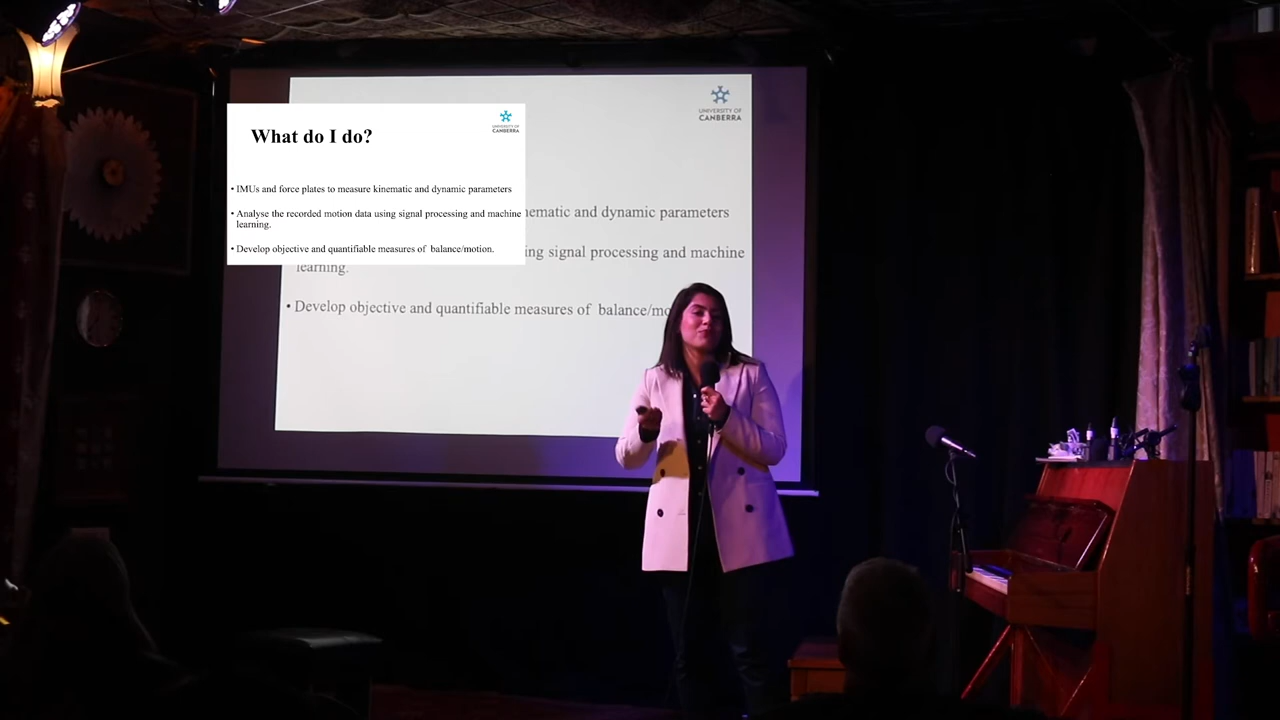 UNIVERSITY OF
CANBERRA
What do I do?
UNIVERSITY OF
CANBERRA
• IMUs and force plates to measure kinematic and dynamic parameters
• Analyse the recorded motion data using signal processing and machine
learning.
• Develop objective and quantifiable measures of balance/motion.
ematic and dynamic parameters
ing signal processing and machine
learning.
• Develop objective and quantifiable measures of balance/mo